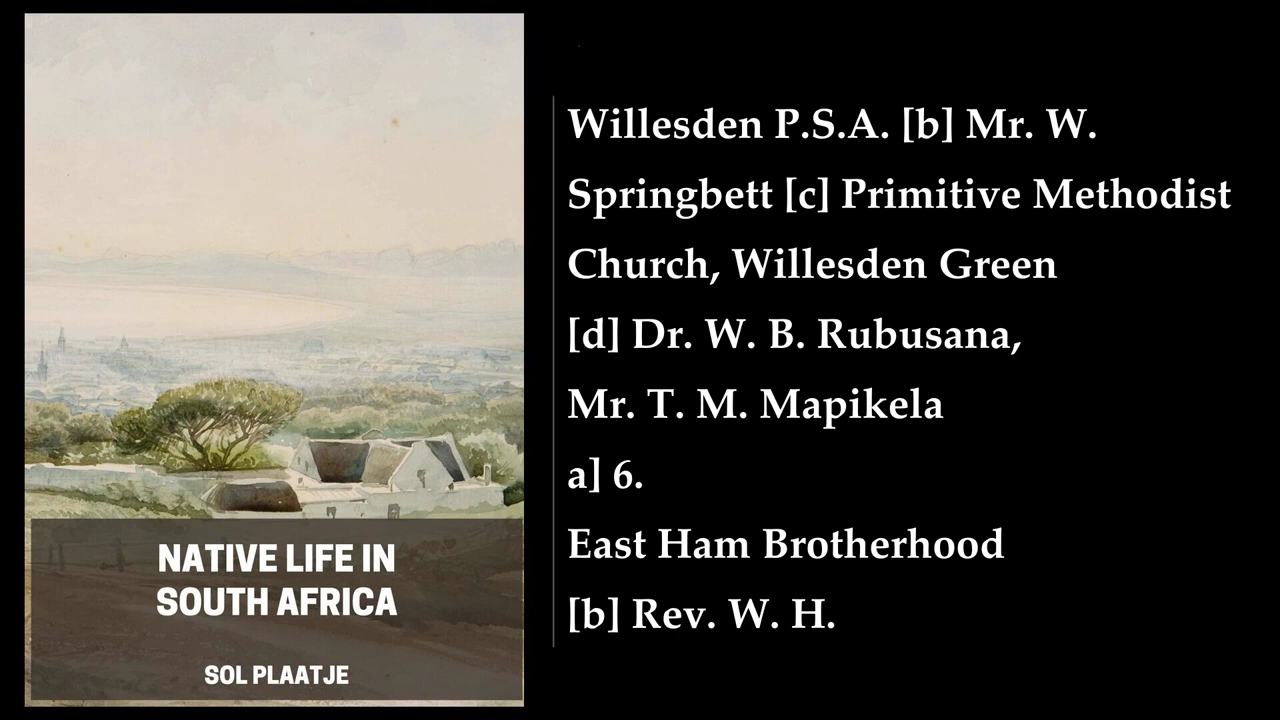 NATIVE LIFE IN
SOUTH AFRICA
SOL PLAATJE
Willesden P.S.A. [b] Mr. W.
Springbett [c] Primitive Methodist
Church, Willesden Green
[d] Dr. W. B. Rubusana,
Mr. T. M. Mapikela
a] 6.
East Ham Brotherhood
[b] Rev. W. H.